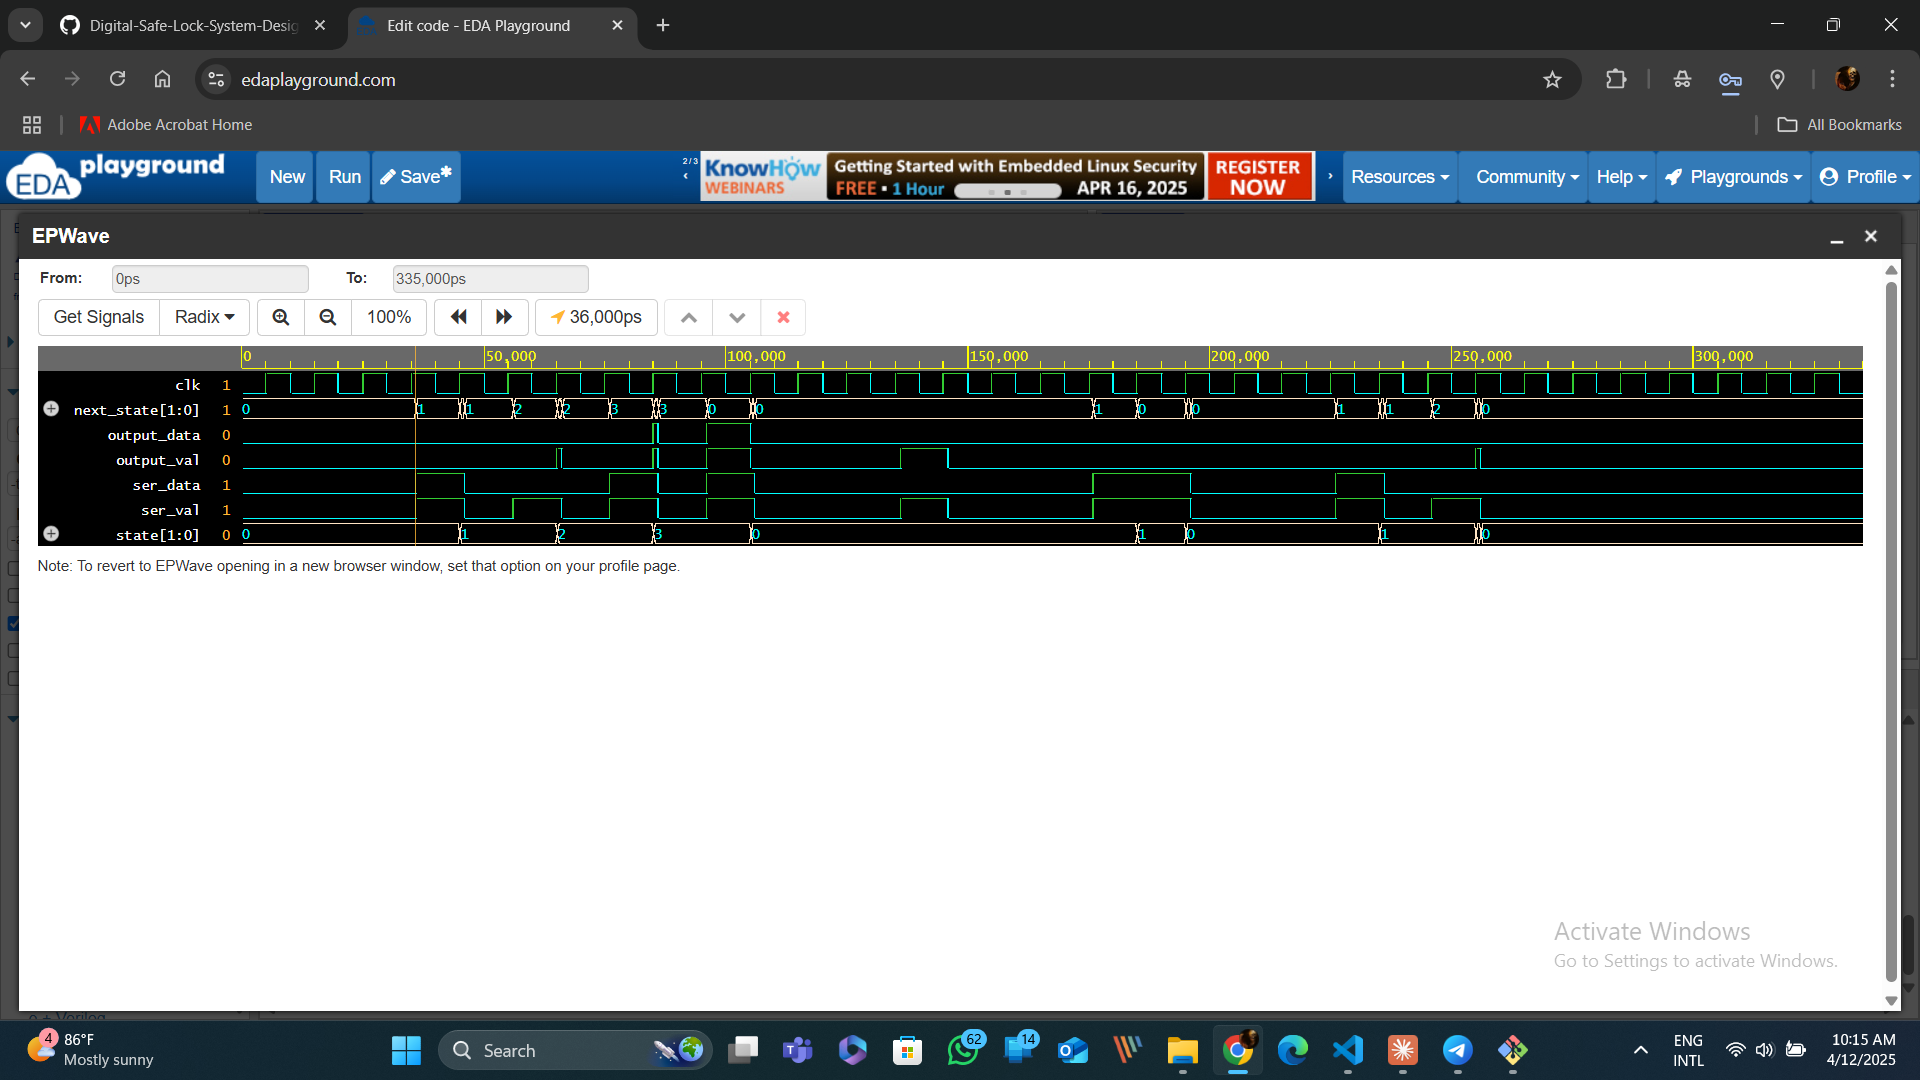 Digital-Safe-Lock-System-Desig
Edit code - EDA Playground
edaplayground.com
Adobe Acrobat Home
All Bookmarks
EDA playground
New
Run
Save*
2/3
KnowHow
WEBINARS
Getting Started with Embedded Linux Security
FREE • 1 Hour
APR 16, 2025
REGISTER
NOW
Resources
Community
Help
Playgrounds
Profile
EPWave
From:
0ps
To:
335,000ps
Get Signals
Radix
100%
36,000ps
0 50,000 100,000 150,000 200,000 250,000 300,000
clk 1
next_state[1:0] 1 0 1 1 2 2 3 3 0 0 1 0 0 1 1 2 0
output_data 0
output_val 0
ser_data 1
ser_val 1
state[1:0] 0 0 1 2 3 0 1 0 1 0
Note: To revert to EPWave opening in a new browser window, set that option on your profile page.
Activate Windows
Go to Settings to activate Windows.
4
86°F
Mostly sunny
Search
62
14
ENG
INTL
10:15 AM
4/12/2025